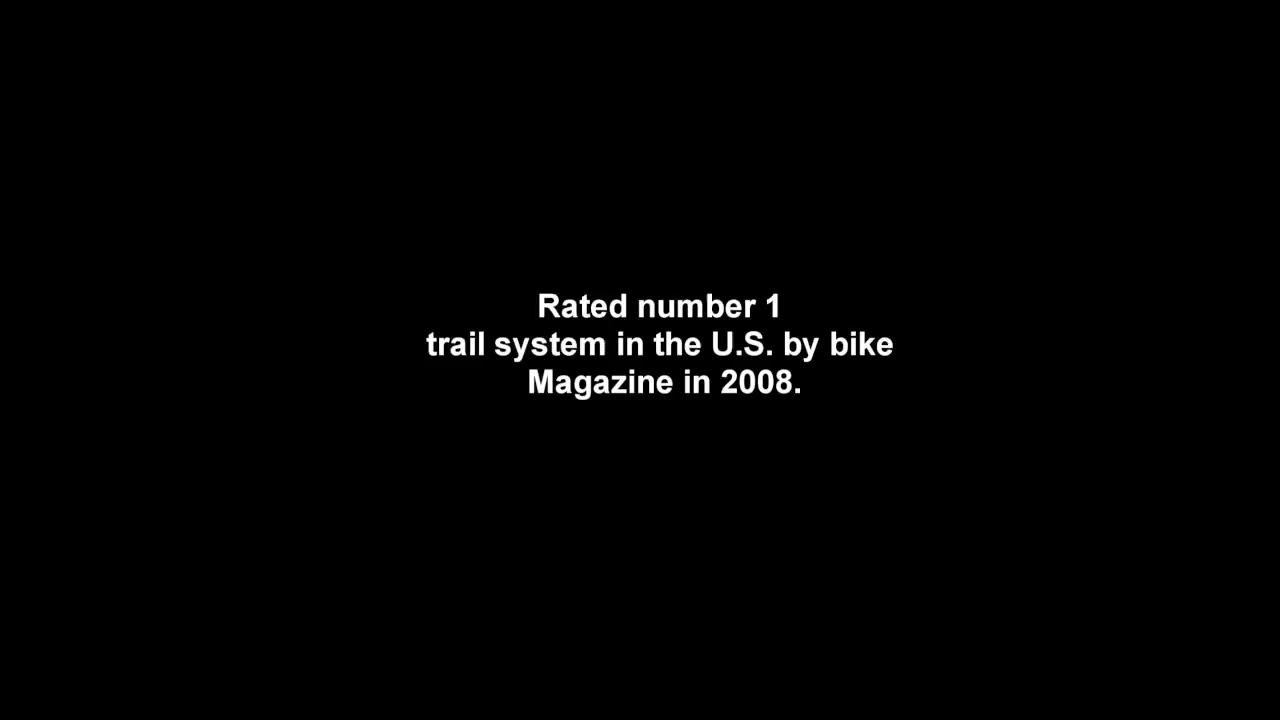 Rated number 1
trail system in the U.S. by bike
Magazine in 2008.